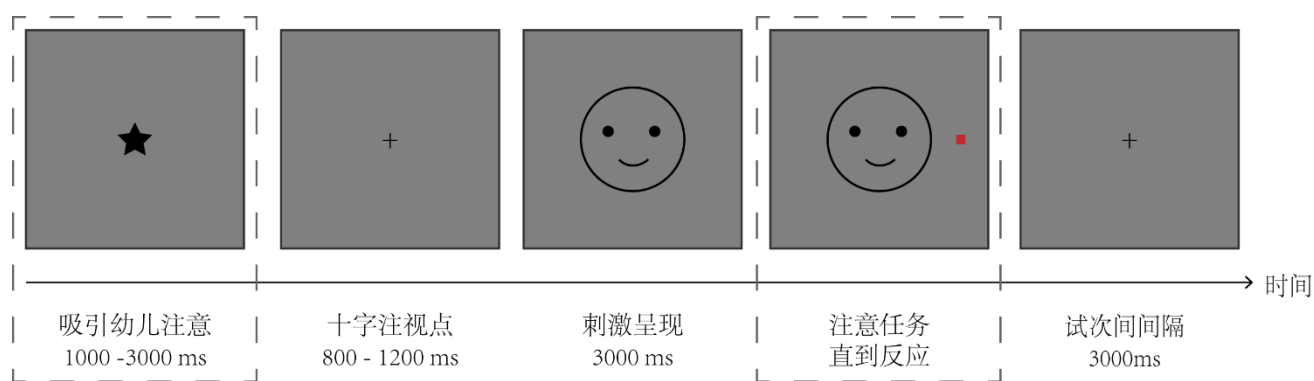 时间
吸引幼儿注意
1000 -3000 ms
十字注视点
800 - 1200 ms
刺激呈现
3000 ms
注意任务
直到反应
试次间间隔
3000ms